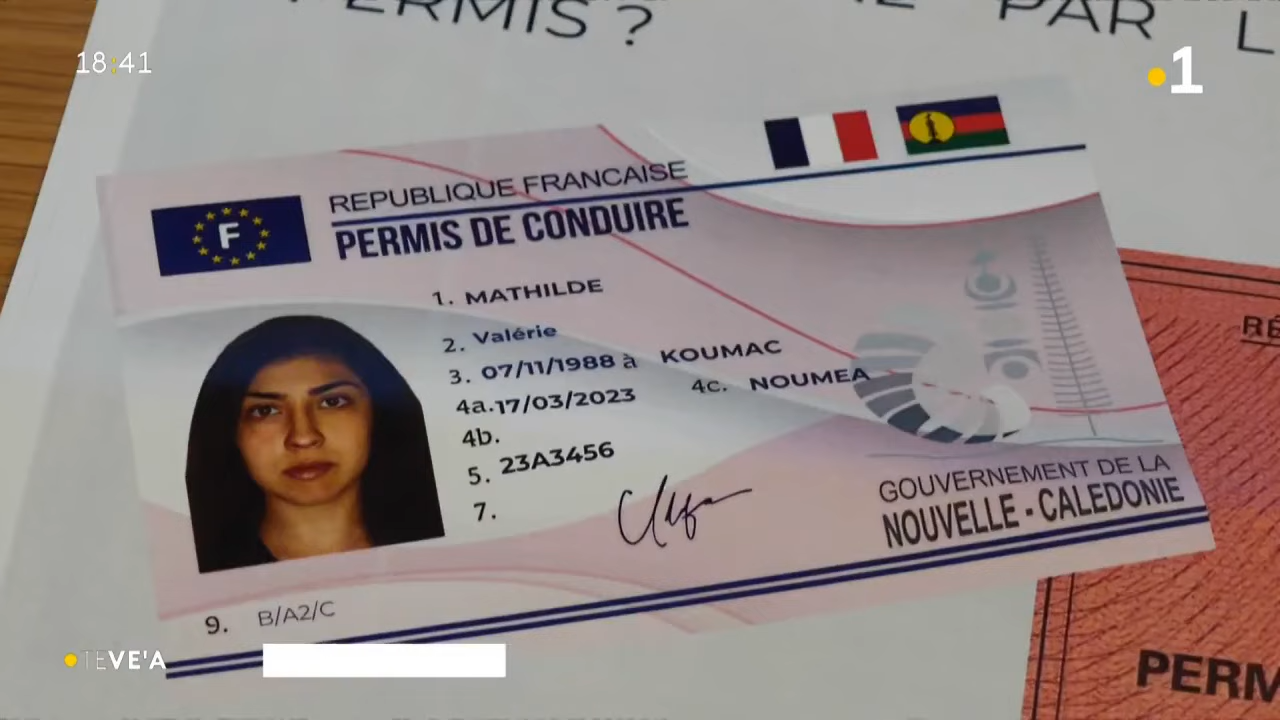 PERMIS ?
PAR L
18:41
1
F
REPUBLIQUE FRANCAISE
PERMIS DE CONDUIRE
1. MATHILDE
2. Valérie
3. 07/11/1988 à KOUMAC
4a. 17/03/2023 4c. NOUMEA
4b.
5. 23A3456
7.
GOUVERNEMENT DE LA
NOUVELLE - CALEDONIE
9. B/A2/C
RÉ
TEVE'A
PERM